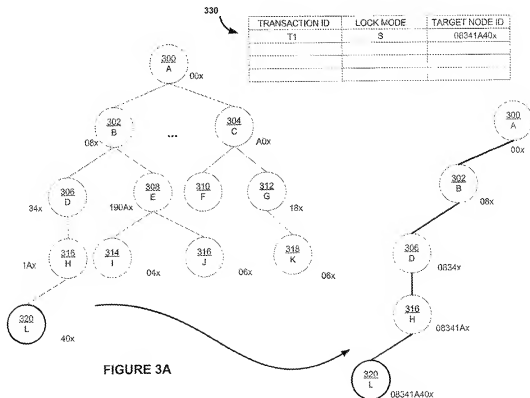 330
TRANSACTION ID LOCK MODE TARGET NODE ID
T1 S 08341A40x
300
A
00x
302
B
08x
...
304
C
A0x
306
D
34x
308
E
190Ax
310
F
312
G
18x
316
H
1Ax
314
I
04x
316
J
06x
318
K
06x
320
L
40x
300
A
00x
302
B
08x
306
D
0834x
316
H
08341Ax
320
L
08341A40x
FIGURE 3A